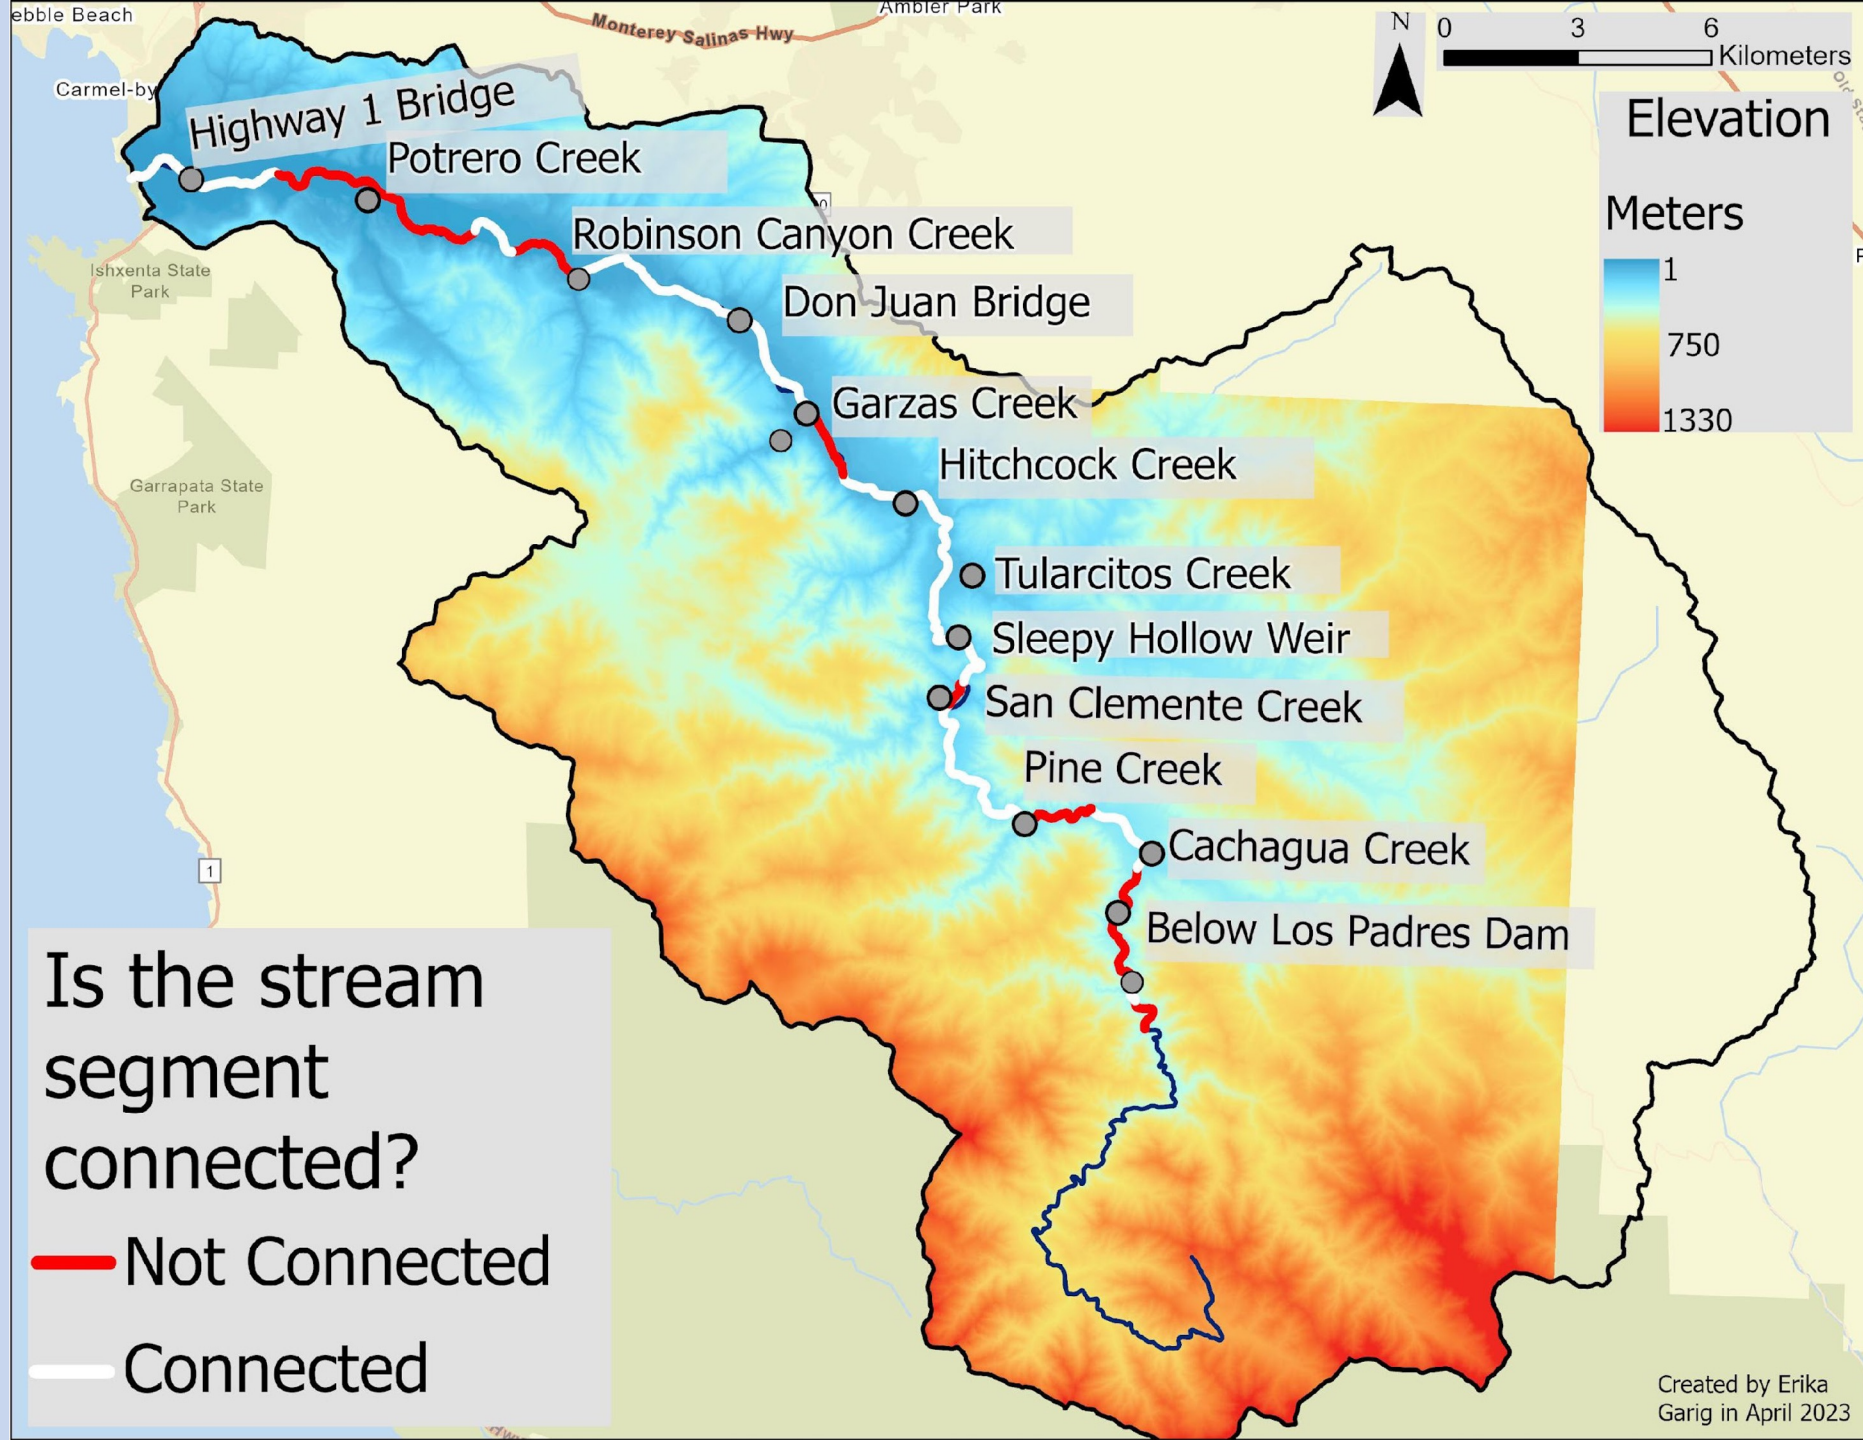 ebble Beach
Ambler Park
Monterey Salinas Hwy
N
0 3 6
Kilometers
Carmel-by
Highway 1 Bridge
Potrero Creek
Elevation
Meters
1
750
1330
0
Robinson Canyon Creek
Don Juan Bridge
Ishxenta State
Park
Garzas Creek
Hitchcock Creek
Garrapata State
Park
Tularcitos Creek
Sleepy Hollow Weir
San Clemente Creek
Pine Creek
Cachagua Creek
1
Below Los Padres Dam
Is the stream
segment
connected?
Not Connected
Connected
Created by Erika
Garig in April 2023